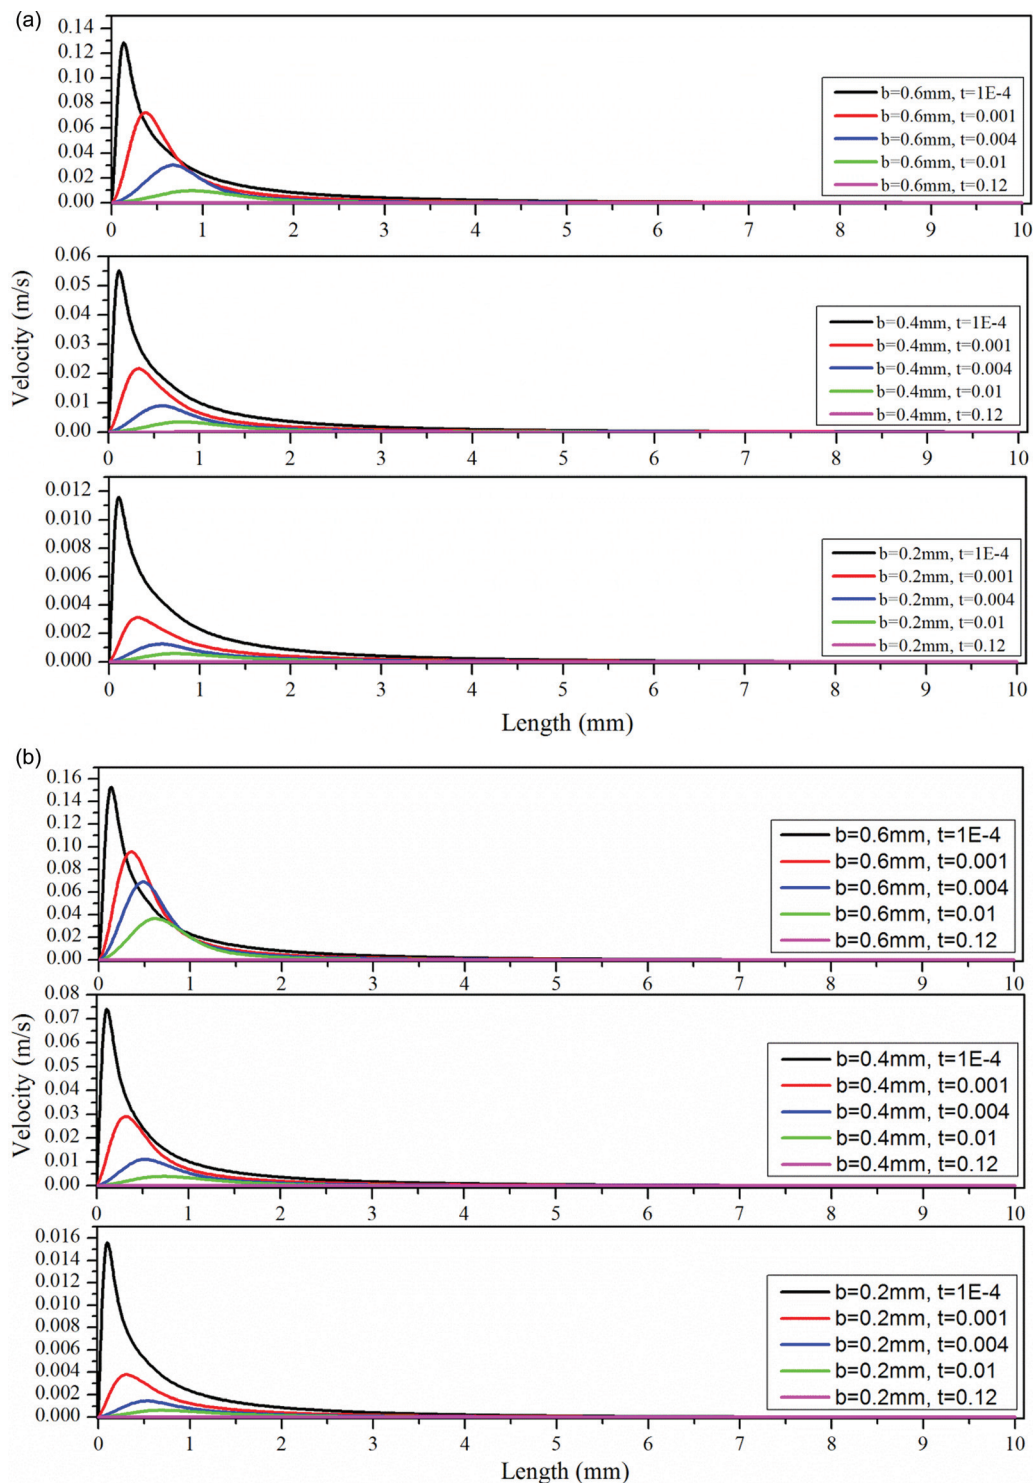 (a)
0.14
0.12
0.10
0.08
0.06
0.04
0.02
0.00
b=0.6mm, t=1E-4
b=0.6mm, t=0.001
b=0.6mm, t=0.004
b=0.6mm, t=0.01
b=0.6mm, t=0.12
0 1 2 3 4 5 6 7 8 9 10
Velocity (m/s)
0.06
0.05
0.04
0.03
0.02
0.01
0.00
b=0.4mm, t=1E-4
b=0.4mm, t=0.001
b=0.4mm, t=0.004
b=0.4mm, t=0.01
b=0.4mm, t=0.12
0 1 2 3 4 5 6 7 8 9 10
0.012
0.010
0.008
0.006
0.004
0.002
0.000
b=0.2mm, t=1E-4
b=0.2mm, t=0.001
b=0.2mm, t=0.004
b=0.2mm, t=0.01
b=0.2mm, t=0.12
0 1 2 3 4 5 6 7 8 9 10
Length (mm)
(b)
0.16
0.14
0.12
0.10
0.08
0.06
0.04
0.02
0.00
b=0.6mm, t=1E-4
b=0.6mm, t=0.001
b=0.6mm, t=0.004
b=0.6mm, t=0.01
b=0.6mm, t=0.12
0 1 2 3 4 5 6 7 8 9 10
Velocity (m/s)
0.08
0.07
0.06
0.05
0.04
0.03
0.02
0.01
0.00
b=0.4mm, t=1E-4
b=0.4mm, t=0.001
b=0.4mm, t=0.004
b=0.4mm, t=0.01
b=0.4mm, t=0.12
0 1 2 3 4 5 6 7 8 9 10
0.016
0.014
0.012
0.010
0.008
0.006
0.004
0.002
0.000
b=0.2mm, t=1E-4
b=0.2mm, t=0.001
b=0.2mm, t=0.004
b=0.2mm, t=0.01
b=0.2mm, t=0.12
0 1 2 3 4 5 6 7 8 9 10
Length (mm)